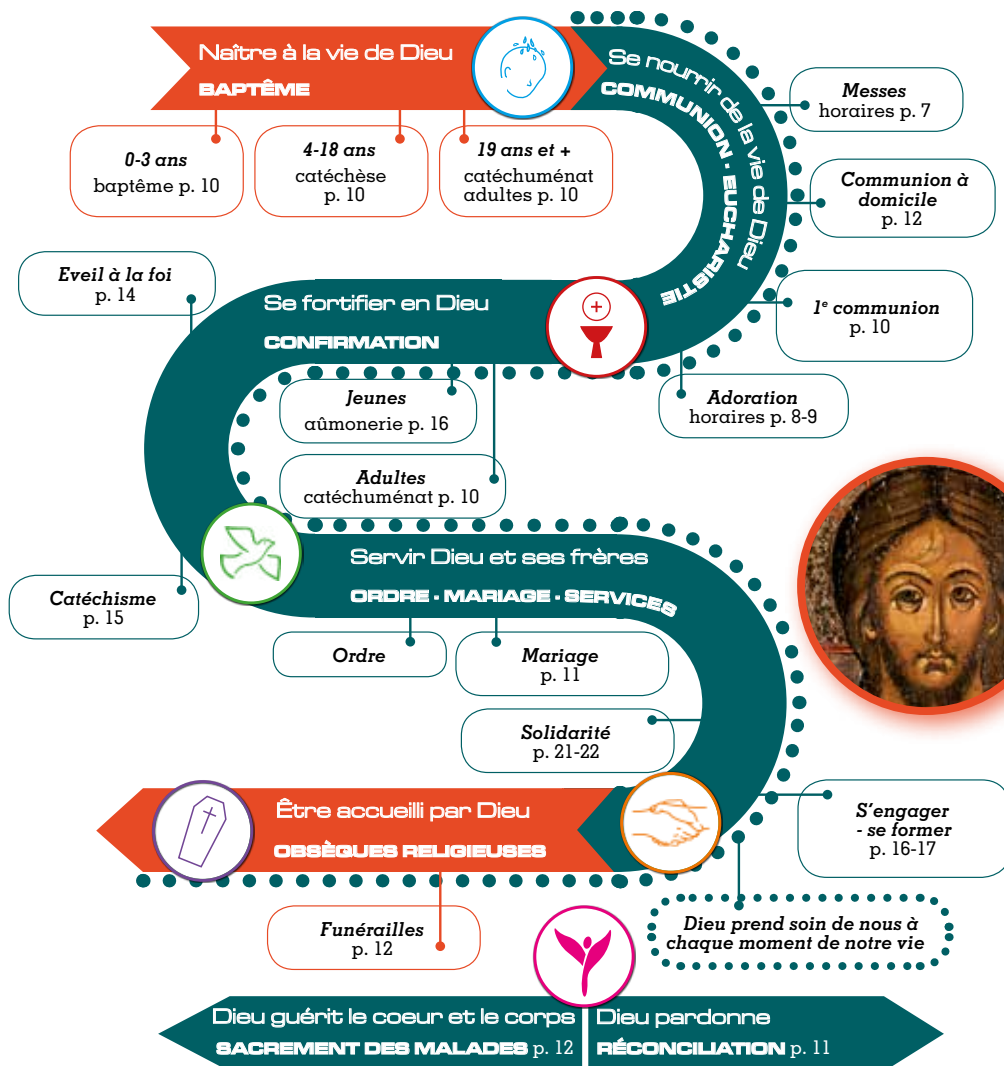 Naître à la vie de Dieu
BAPTÊME
0-3 ans
baptême p. 10
4-18 ans
catéchèse
p. 10
19 ans et +
catéchuménat
adultes p. 10
Se nourrir de la vie de Dieu
COMMUNION - EUCHARISTIE
Messes
horaires p. 7
Communion à
domicile
p. 12
1e communion
p. 10
Adoration
horaires p. 8-9
Eveil à la foi
p. 14
Se fortifier en Dieu
CONFIRMATION
Jeunes
aûmonerie p. 16
Adultes
catéchuménat p. 10
Catéchisme
p. 15
Servir Dieu et ses frères
ORDRE - MARIAGE - SERVICES
Ordre
Mariage
p. 11
Solidarité
p. 21-22
S'engager
- se former
p. 16-17
Être accueilli par Dieu
OBSÈQUES RELIGIEUSES
Funérailles
p. 12
Dieu prend soin de nous à
chaque moment de notre vie
Dieu guérit le coeur et le corps
SACREMENT DES MALADES p. 12
Dieu pardonne
RÉCONCILIATION p. 11